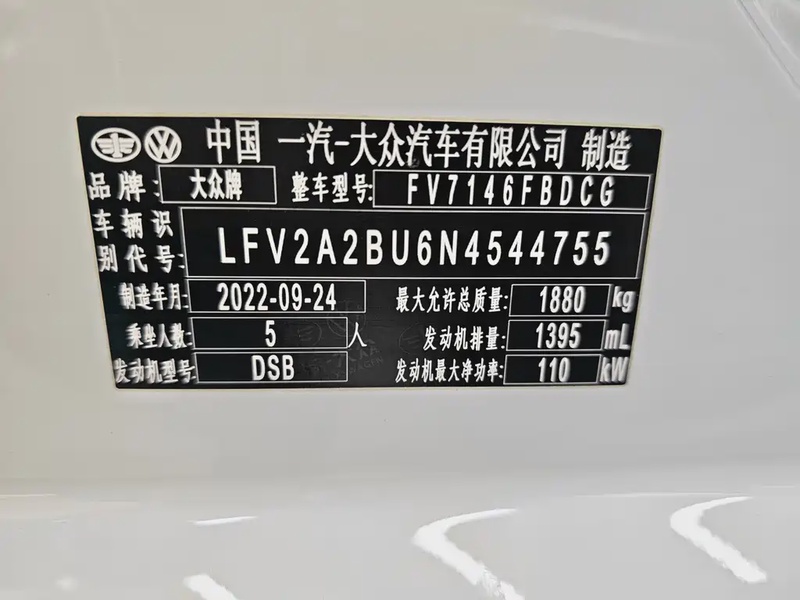 中国 一汽-大众汽车有限公司 制造
品牌: 大众牌 整车型号: FV7146FBDCG
车辆识别代号: LFV2A2BU6N4544755
制造年月: 2022-09-24 最大允许总质量: 1880 kg
乘坐人数: 5 人 发动机排量: 1395 mL
发动机型号: DSB 发动机最大净功率: 110 kW